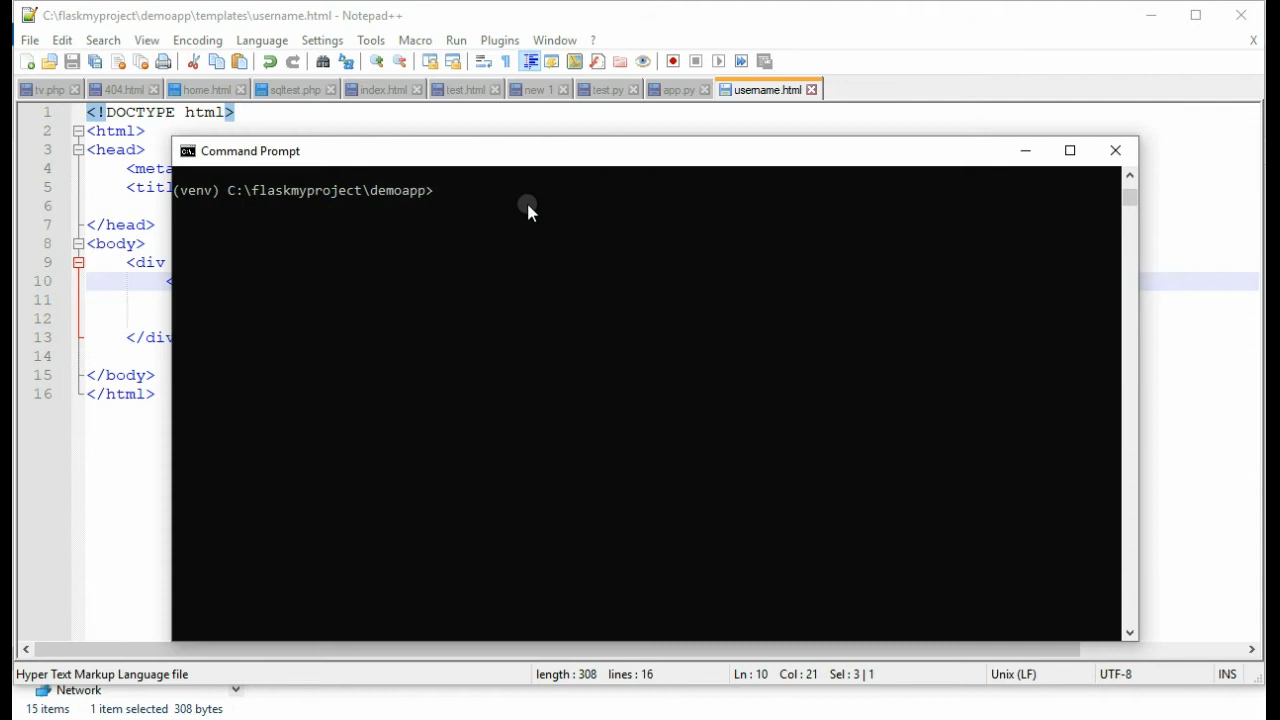 C:\flaskmyproject\demoapp\templates\username.html - Notepad++
File Edit Search View Encoding Language Settings Tools Macro Run Plugins Window ? X
tv.php 404.html home.html sqltest.php index.html test.html new 1 test.py app.py username.html
1 <!DOCTYPE html>
2 <html>
3 <head>
4 <meta
5 <titl
6
7 </head>
8 <body>
9 <div
10 <
11
12
13 </div
14
15 </body>
16 </html>
Command Prompt
(venv) C:\flaskmyproject\demoapp>
Hyper Text Markup Language file length : 308 lines : 16 Ln : 10 Col : 21 Sel : 3 | 1 Unix (LF) UTF-8 INS
Network
15 items 1 item selected 308 bytes